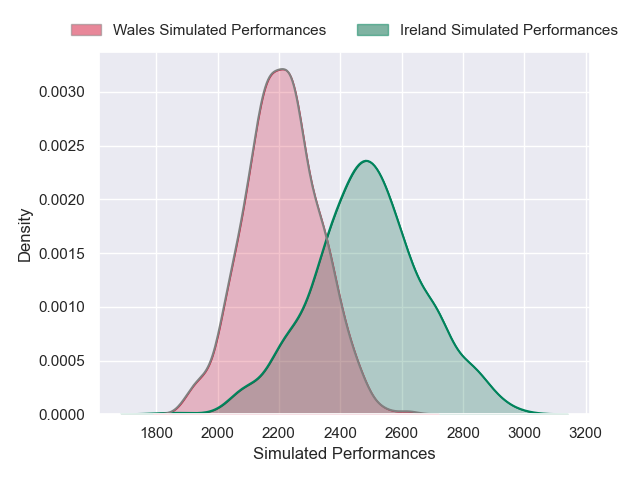 Wales Simulated Performances Ireland Simulated Performances
0.0030
0.0025
0.0020
0.0015
0.0010
0.0005
0.0000
Density
1800 2000 2200 2400 2600 2800 3000 3200
Simulated Performances